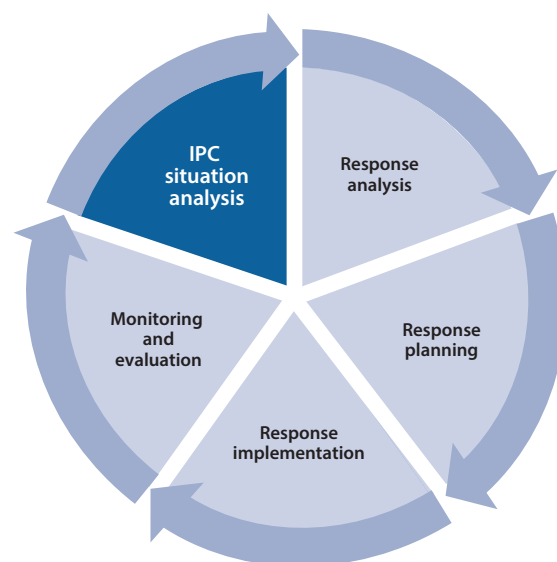 IPC
situation
analysis
Response
analysis
Response
planning
Response
implementation
Monitoring
and
evaluation